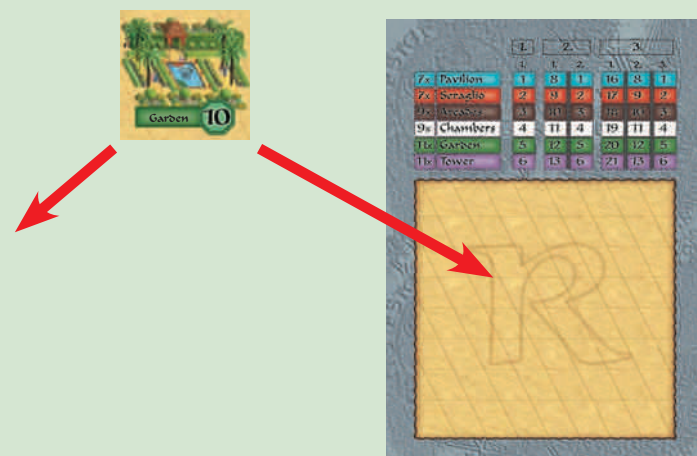 Garden 10
1. 2. 3.
1. 1. 2. 1. 2. 3.
7x Pavilion 1 8 1 16 8 1
7x Seraglio 2 9 2 17 9 2
9x Arcades 3 10 3 18 10 3
9x Chambers 4 11 4 19 11 4
11x Garden 5 12 5 20 12 5
11x Tower 6 13 6 21 13 6
R